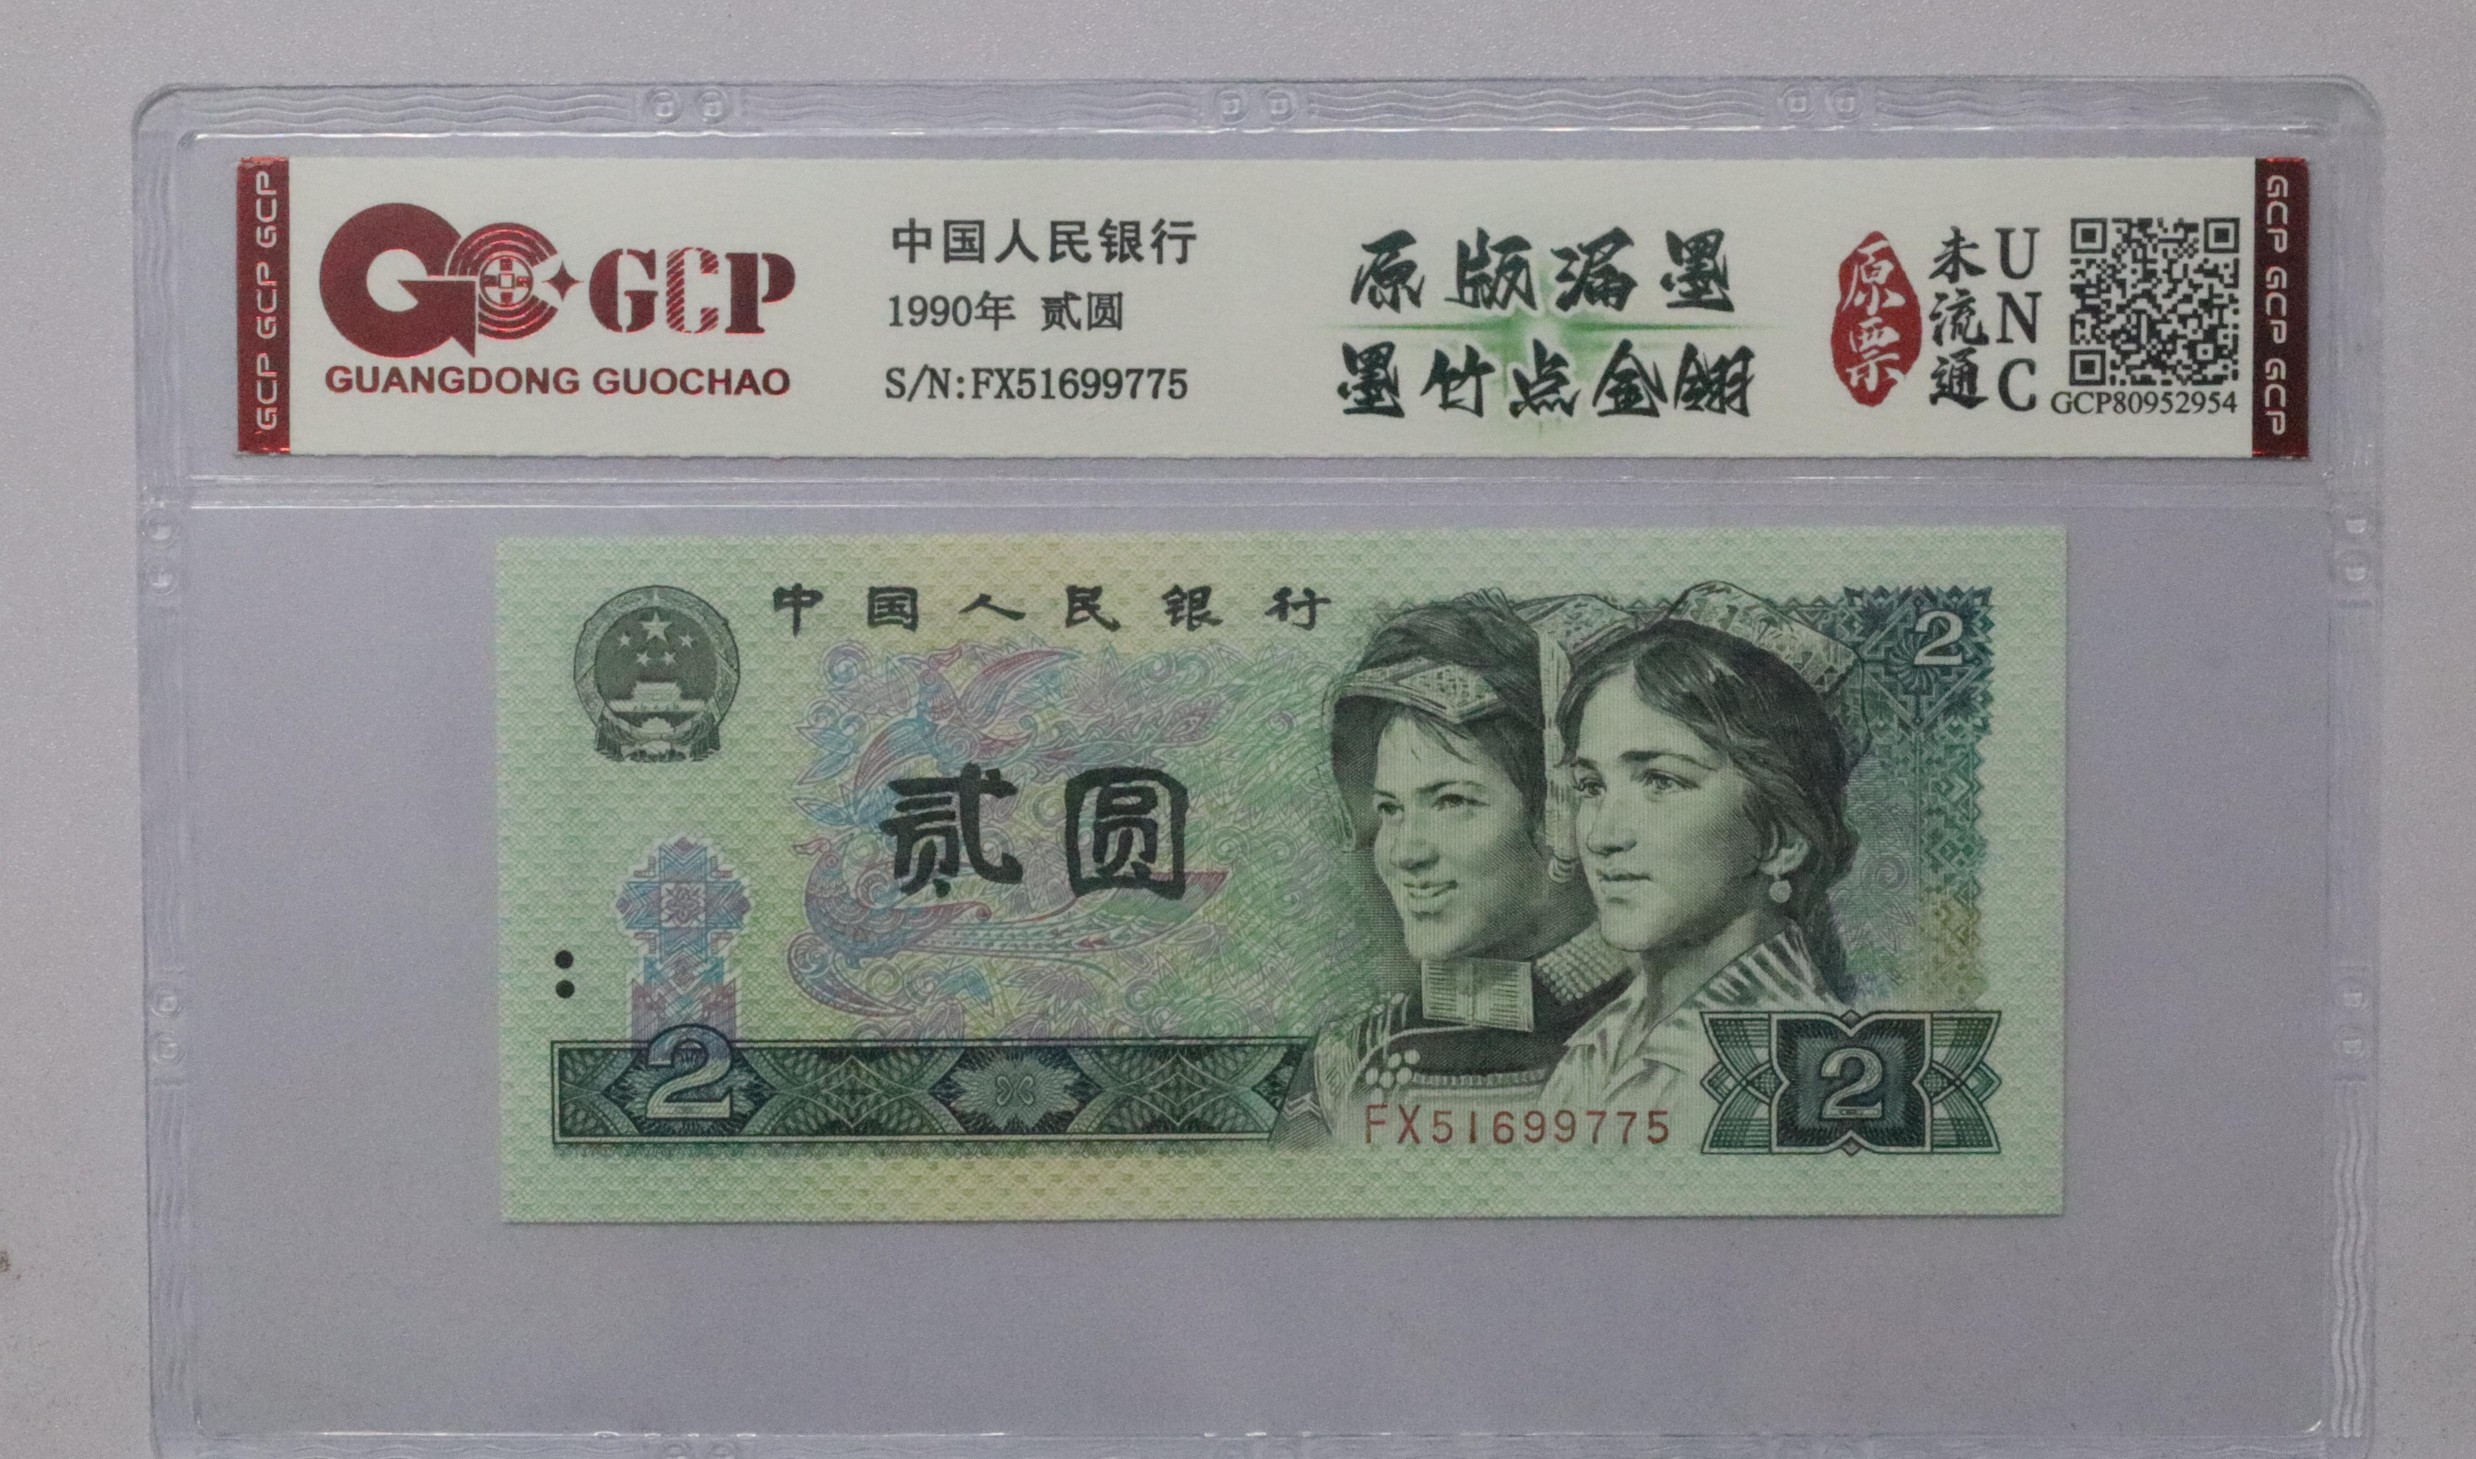 GCP GCP GCP
GCP
GUANGDONG GUOCHAO
中国人民银行
1990年 贰圆
S/N:FX51699775
原版漏墨
墨竹点金翎
原票
未流通
UNC
GCP80952954
GCP GCP GCP
中国人民银行
2
贰圆
2
2
FX51699775